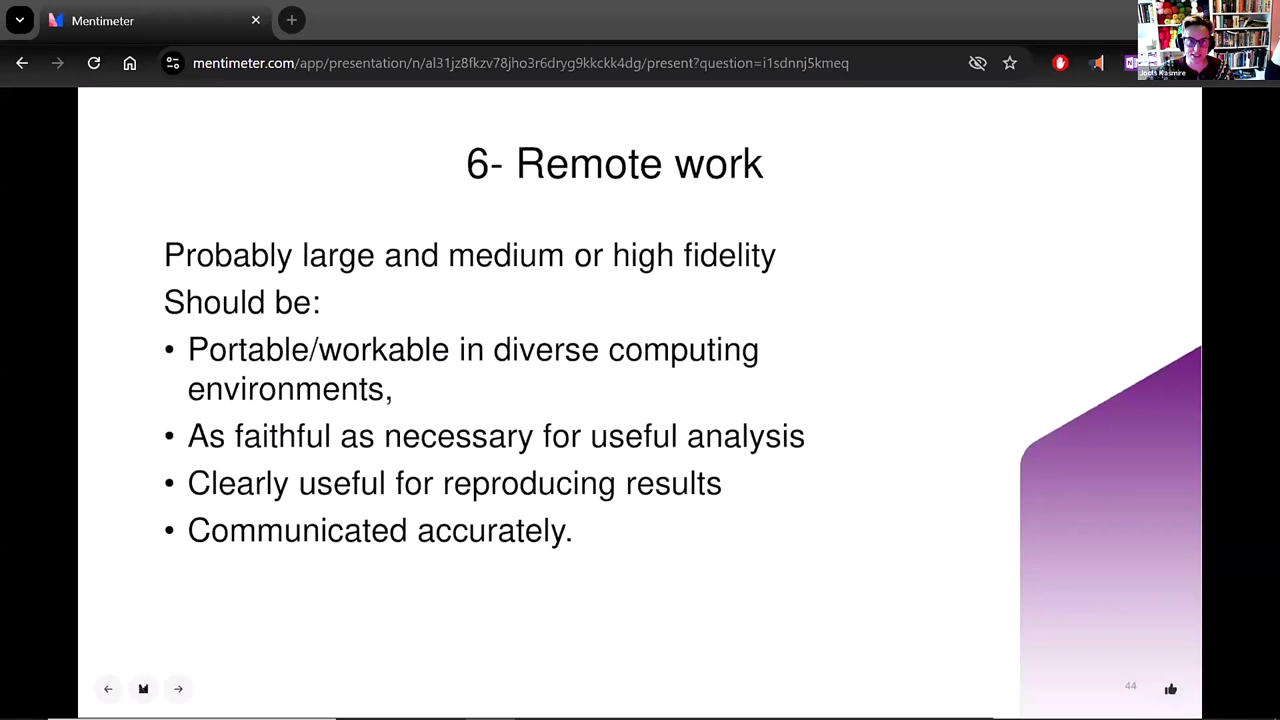 Mentimeter
mentimeter.com/app/presentation/n/al31jz8fkzv78jho3r6dryg9kkckk4dg/present?question=i1sdnnj5kmeq
6- Remote work
Probably large and medium or high fidelity
Should be:
• Portable/workable in diverse computing
environments,
• As faithful as necessary for useful analysis
• Clearly useful for reproducing results
• Communicated accurately.
44